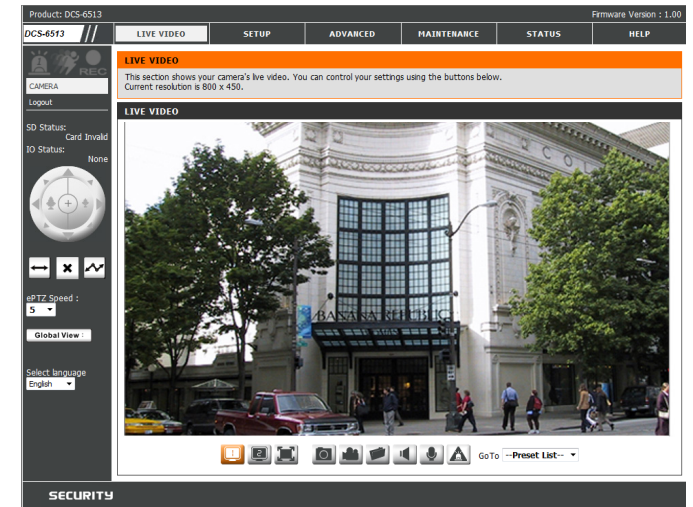 Product: DCS-6513
Firmware Version : 1.00
DCS-6513
LIVE VIDEO
SETUP
ADVANCED
MAINTENANCE
STATUS
HELP
REC
CAMERA
Logout
SD Status:
Card Invalid
IO Status:
None
ePTZ Speed :
5
Global View :
Select language
English
LIVE VIDEO
This section shows your camera's live video. You can control your settings using the buttons below.
Current resolution is 800 x 450.
LIVE VIDEO
COL
BANANA REPUBLIC
1
2
GoTo
--Preset List--
SECURITY